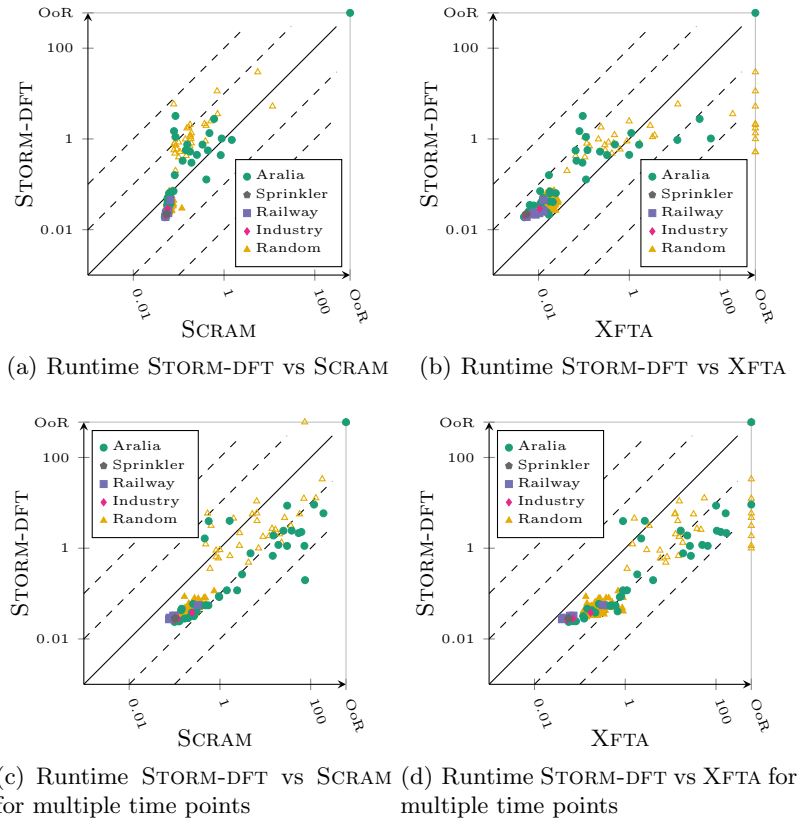 OoR
100
1
0.01
STORM-DFT
Aralia
Sprinkler
Railway
Industry
Random
0.01
1
100
OoR
SCRAM
(a) Runtime STORM-DFT vs SCRAM
OoR
100
1
0.01
STORM-DFT
Aralia
Sprinkler
Railway
Industry
Random
0.01
1
100
OoR
XFTA
(b) Runtime STORM-DFT vs XFTA
OoR
100
1
0.01
STORM-DFT
Aralia
Sprinkler
Railway
Industry
Random
0.01
1
100
OoR
SCRAM
(c) Runtime STORM-DFT vs SCRAM
for multiple time points
OoR
100
1
0.01
STORM-DFT
Aralia
Sprinkler
Railway
Industry
Random
0.01
1
100
OoR
XFTA
(d) Runtime STORM-DFT vs XFTA for
multiple time points